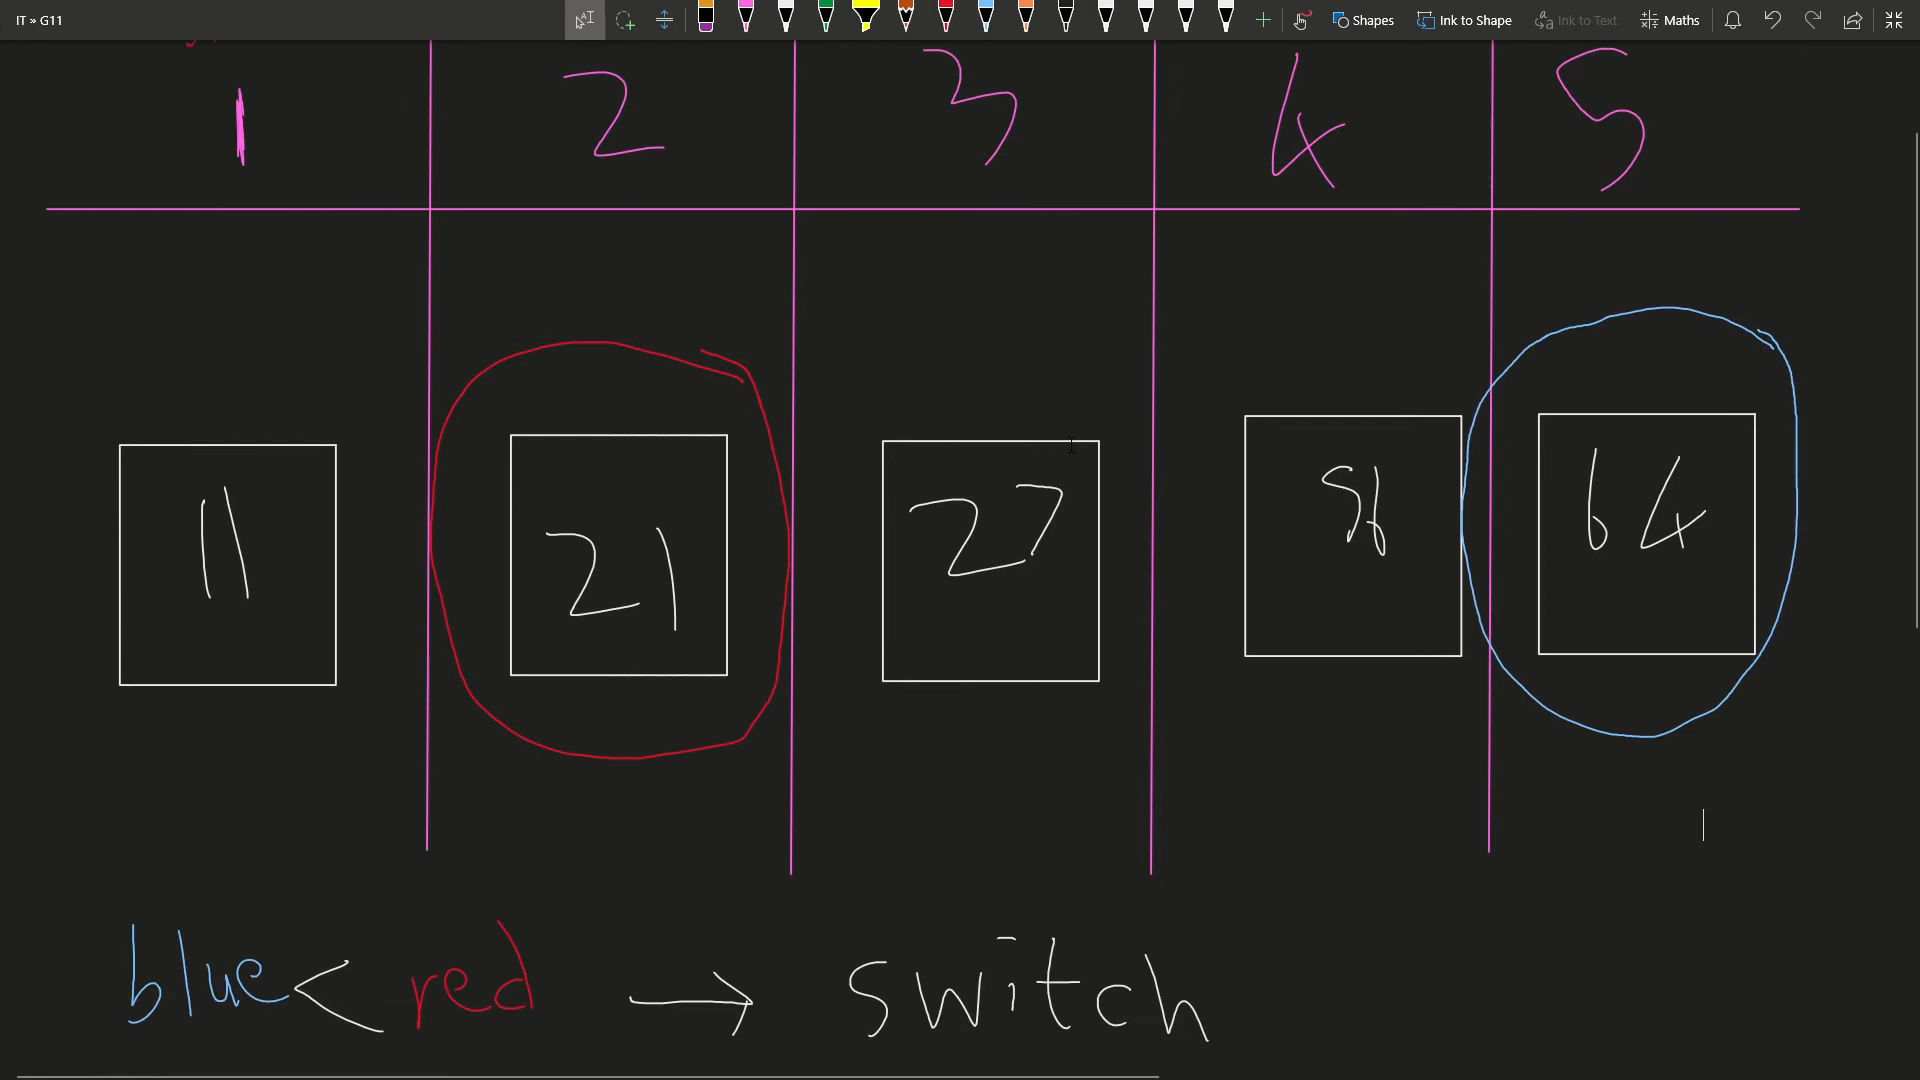 IT » G11
Shapes Ink to Shape Ink to Text Maths
1 2 3 4 5
11 21 27 64
blue < red → switch